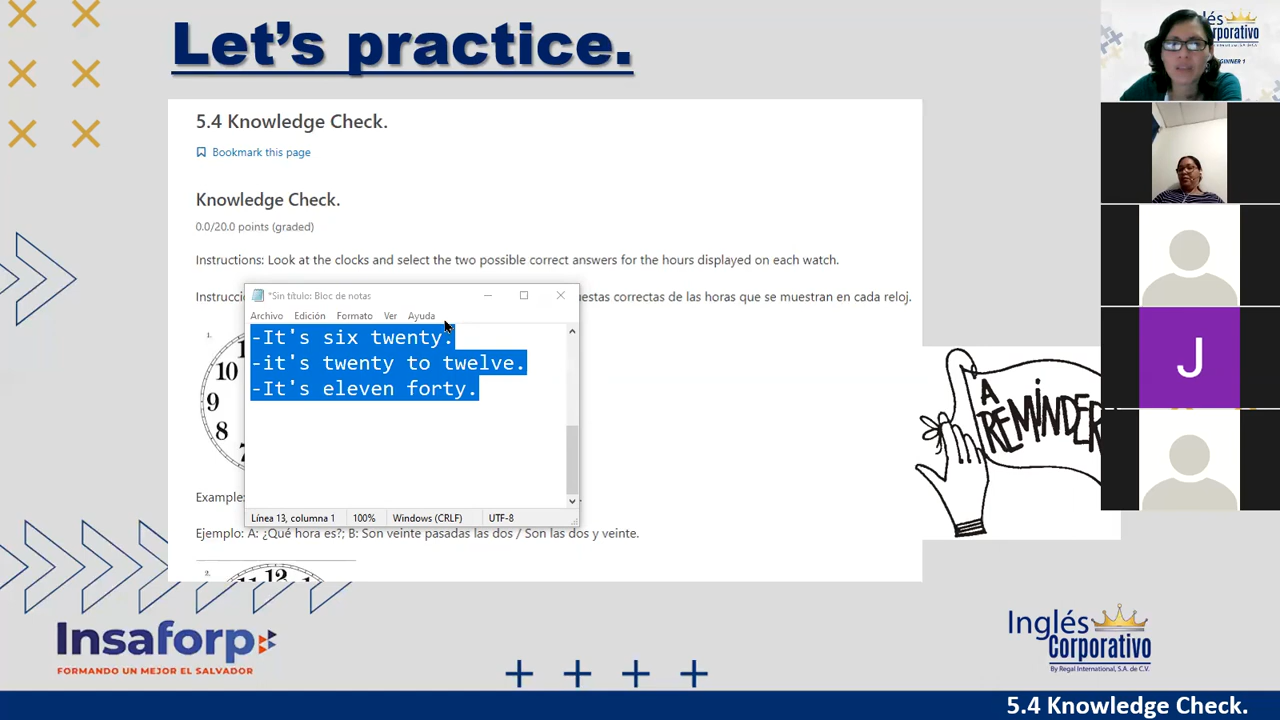 Let's practice.
5.4 Knowledge Check.
Bookmark this page
Knowledge Check.
0.0/20.0 points (graded)
Instructions: Look at the clocks and select the two possible correct answers for the hours displayed on each watch.
Instrucci
estas correctas de las horas que se muestran en cada reloj.
*Sin título: Bloc de notas
Archivo Edición Formato Ver Ayuda
-It's six twenty.
-it's twenty to twelve.
-It's eleven forty.
Línea 13, columna 1 100% Windows (CRLF) UTF-8
1.
10
9
8
Example:
Ejemplo: A: ¿Qué hora es?; B: Son veinte pasadas las dos / Son las dos y veinte.
2.
12
A
REMINDER
J
Corporativo
Insaforp
FORMANDO UN MEJOR EL SALVADOR
Inglés
Corporativo
By Regal International, S.A. de C.V.
5.4 Knowledge Check.